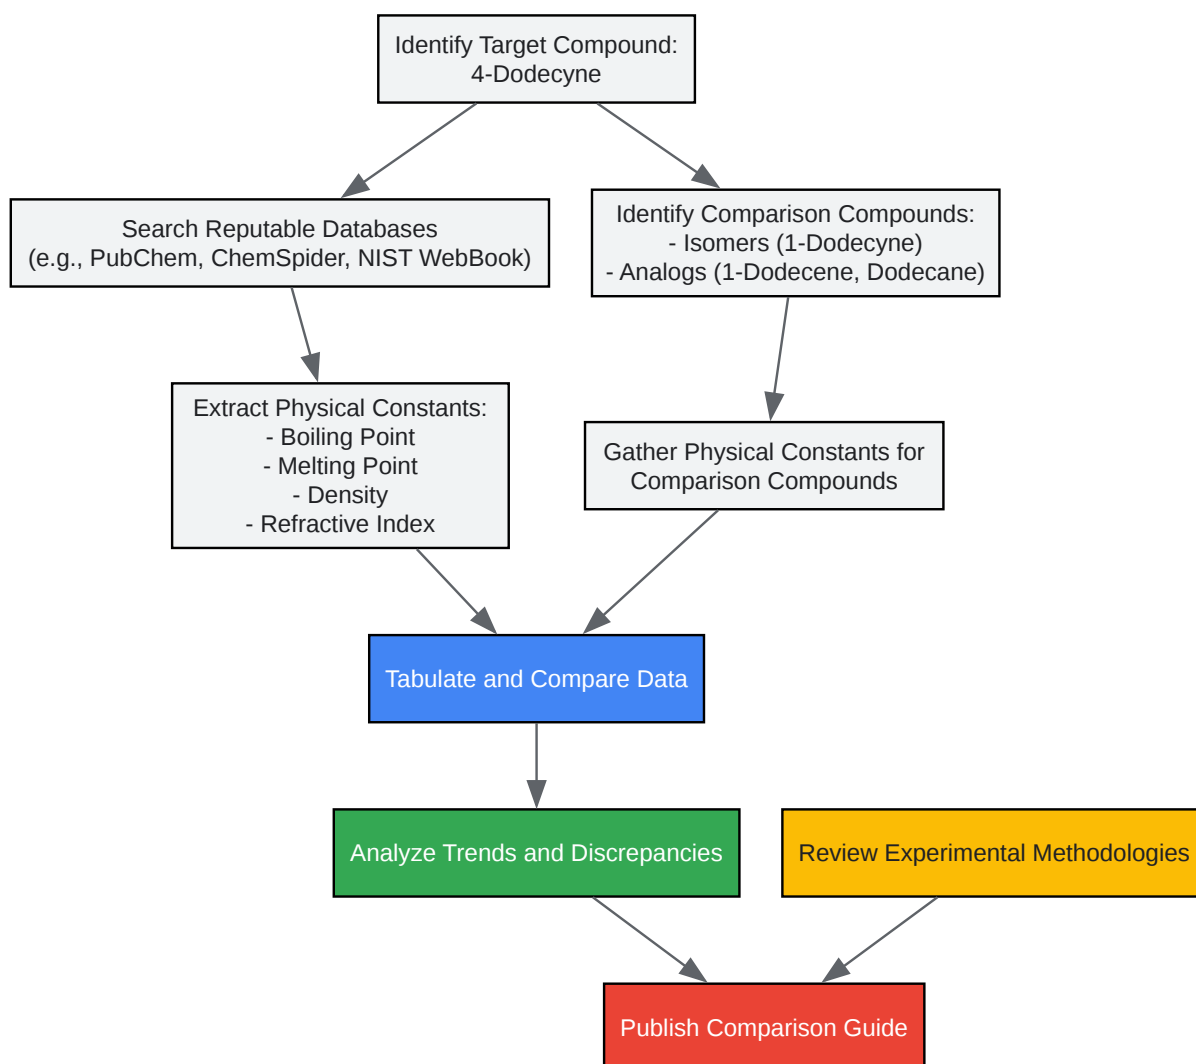 Identify Target Compound:
4-Dodecyne
Search Reputable Databases
(e.g., PubChem, ChemSpider, NIST WebBook)
Identify Comparison Compounds:
- Isomers (1-Dodecyne)
- Analogs (1-Dodecene, Dodecane)
Extract Physical Constants:
- Boiling Point
- Melting Point
- Density
- Refractive Index
Gather Physical Constants for
Comparison Compounds
Tabulate and Compare Data
Analyze Trends and Discrepancies
Review Experimental Methodologies
Publish Comparison Guide